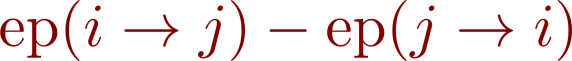 ep(i → j) − ep(j → i)